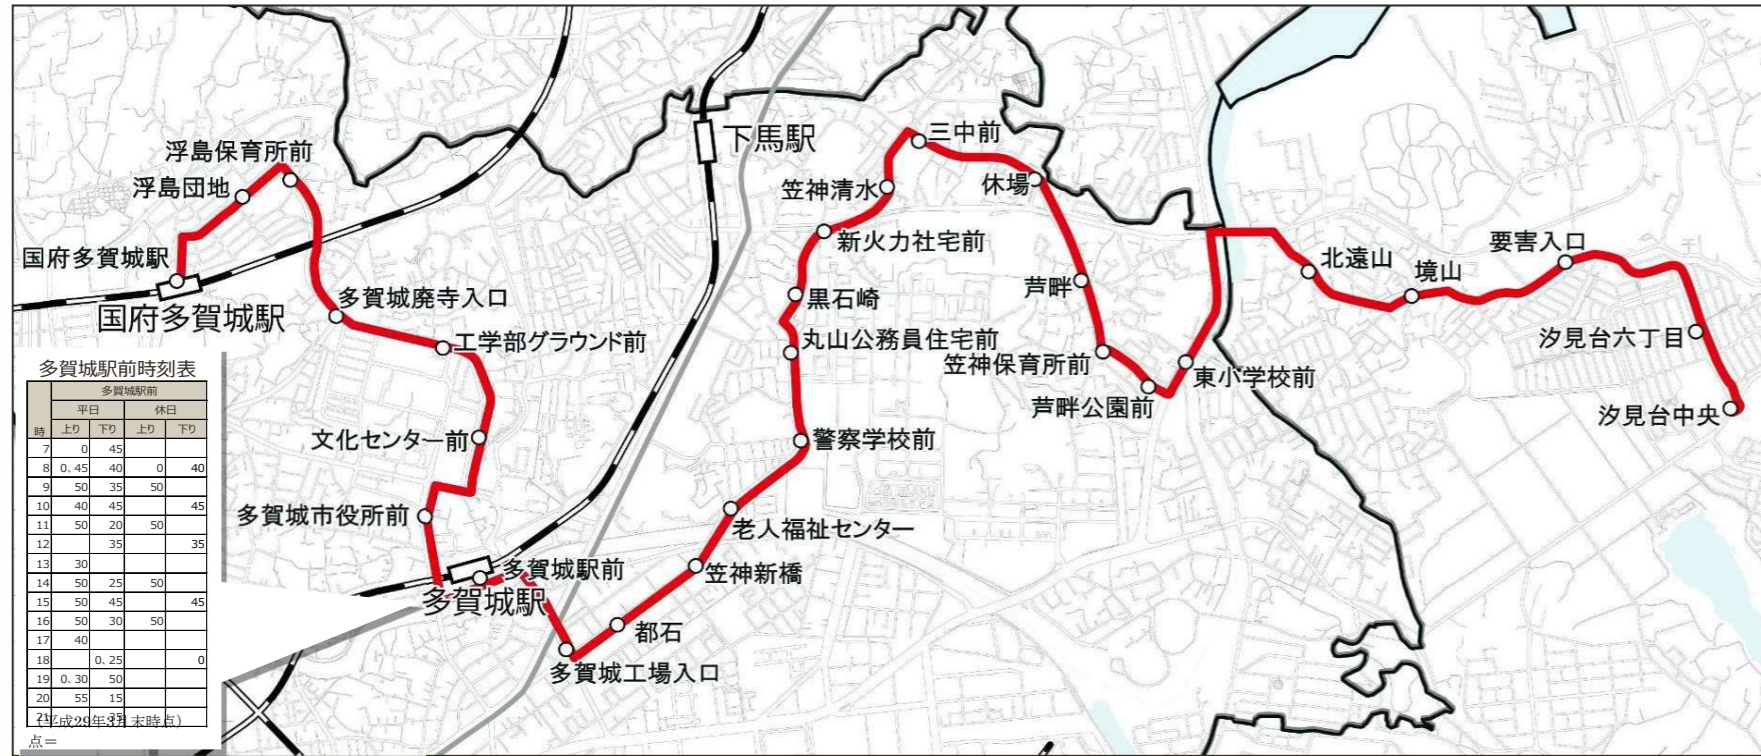 浮島保育所前
浮島団地
国府多賀城駅
国府多賀城駅
多賀城廃寺入口
工学部グラウンド前
文化センター前
多賀城市役所前
多賀城駅前
多賀城駅
多賀城工場入口
都石
笠神新橋
老人福祉センター
警察学校前
丸山公務員住宅前
黒石崎
新火力社宅前
笠神清水
三中前
下馬駅
休場
芦畔
笠神保育所前
芦畔公園前
東小学校前
北遠山
境山
要害入口
汐見台六丁目
汐見台中央
多賀城駅前時刻表
多賀城駅前
平日 休日
時 上り 下り 上り 下り
7 0 45
8 0、45 40 0 40
9 50 35 50
10 40 45 45
11 50 20 50
12 35 35
13 30
14 50 25 50
15 50 45 45
16 50 30 50
17 40
18 0、25 0
19 0、30 50
20 55 15
21 35
(平成29年3月末時点)
点＝